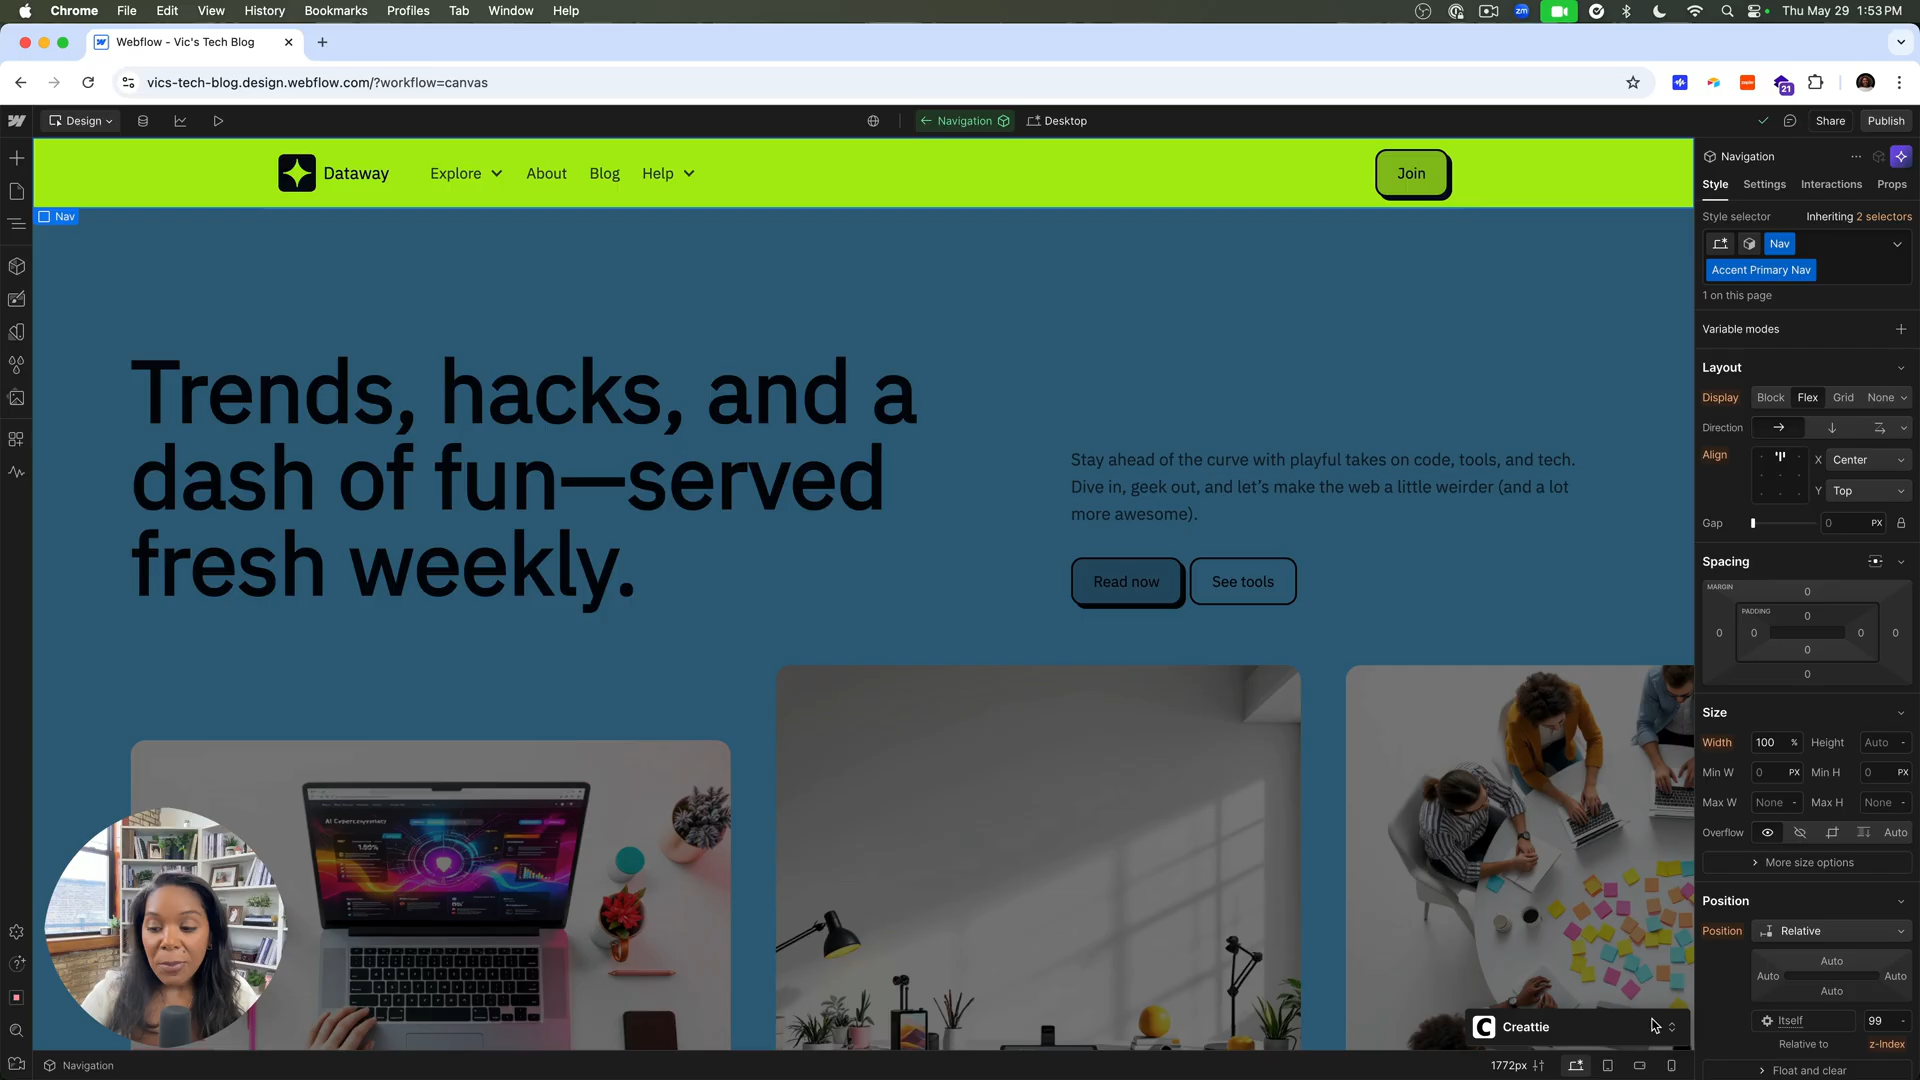 Chrome File Edit View History Bookmarks Profiles Tab Window Help
zm
Thu May 29 1:53 PM
Webflow - Vic's Tech Blog
vics-tech-blog.design.webflow.com/?workflow=canvas
21
Design
Navigation
Desktop
Share
Publish
Dataway
Explore
About
Blog
Help
Join
Nav
Trends, hacks, and a
dash of fun—served
fresh weekly.
Stay ahead of the curve with playful takes on code, tools, and tech.
Dive in, geek out, and let's make the web a little weirder (and a lot
more awesome).
Read now
See tools
Creattie
Navigation
1772px
Navigation
Style Settings Interactions Props
Style selector
Inheriting 2 selectors
Nav
Accent Primary Nav
1 on this page
Variable modes
Layout
Display Block Flex Grid None
Direction
Align
X Center
Y Top
Gap 0 PX
Spacing
MARGIN
0
PADDING
0
0 0 0 0
0
0
Size
Width 100 % Height Auto -
Min W 0 PX Min H 0 PX
Max W None - Max H None -
Overflow Auto
More size options
Position
Position Relative
Auto
Auto Auto
Auto
Itself 99 -
Relative to z-Index
Float and clear